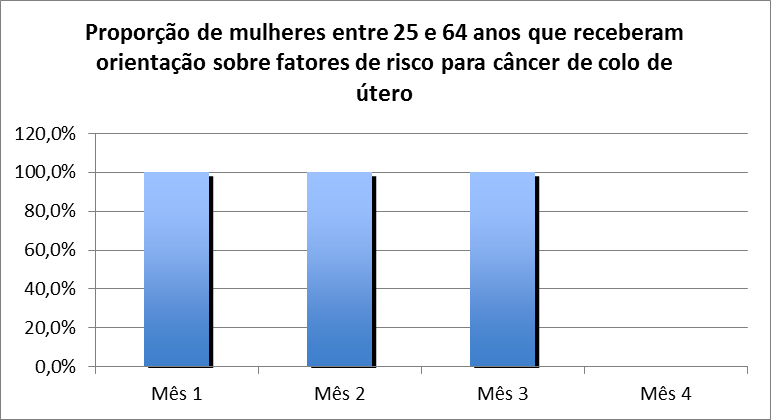 Proporção de mulheres entre 25 e 64 anos que receberam
orientação sobre fatores de risco para câncer de colo de
útero
120,0%
100,0%
80,0%
60,0%
40,0%
20,0%
0,0%
Mês 1
Mês 2
Mês 3
Mês 4